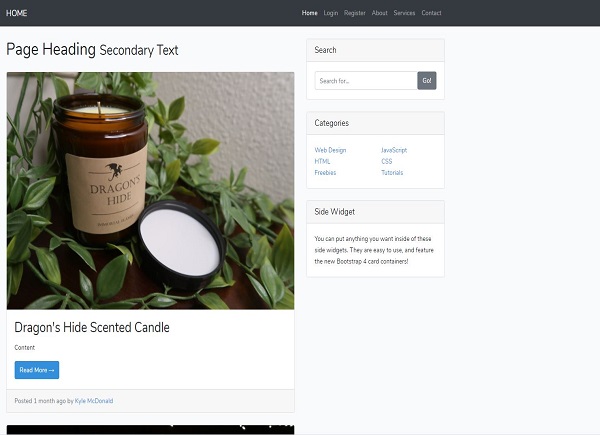 HOME
Home Login Register About Services Contact
Page Heading Secondary Text
DRAGON'S
HIDE
Dragon's Hide Scented Candle
Content
Read More →
Posted 1 month ago by Kyle McDonald
Search
Search for...
Go!
Categories
Web Design JavaScript
HTML CSS
Freebies Tutorials
Side Widget
You can put anything you want inside of these
side widgets. They are easy to use, and feature
the new Bootstrap 4 card containers!